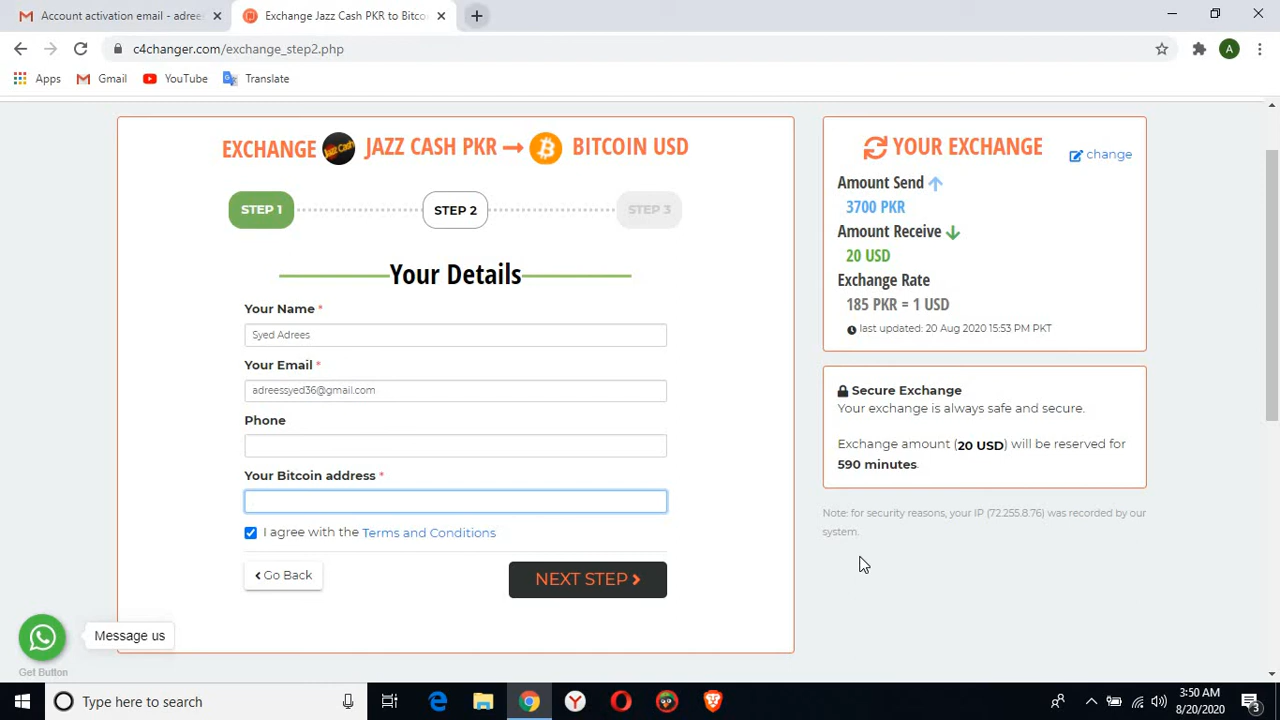 Account activation email - adrees
Exchange Jazz Cash PKR to Bitco
c4changer.com/exchange_step2.php
A
Apps
Gmail
YouTube
Translate
EXCHANGE Jazz Cash JAZZ CASH PKR → BITCOIN USD
STEP 1
STEP 2
STEP 3
Your Details
Your Name *
Syed Adrees
Your Email *
adreessyed36@gmail.com
Phone
Your Bitcoin address *
I agree with the Terms and Conditions
Go Back
NEXT STEP
YOUR EXCHANGE
change
Amount Send
3700 PKR
Amount Receive
20 USD
Exchange Rate
185 PKR = 1 USD
last updated: 20 Aug 2020 15:53 PM PKT
Secure Exchange
Your exchange is always safe and secure.
Exchange amount (20 USD) will be reserved for
590 minutes.
Note: for security reasons, your IP (72.255.8.76) was recorded by our
system.
Message us
Get Button
Type here to search
3:50 AM
8/20/2020
3